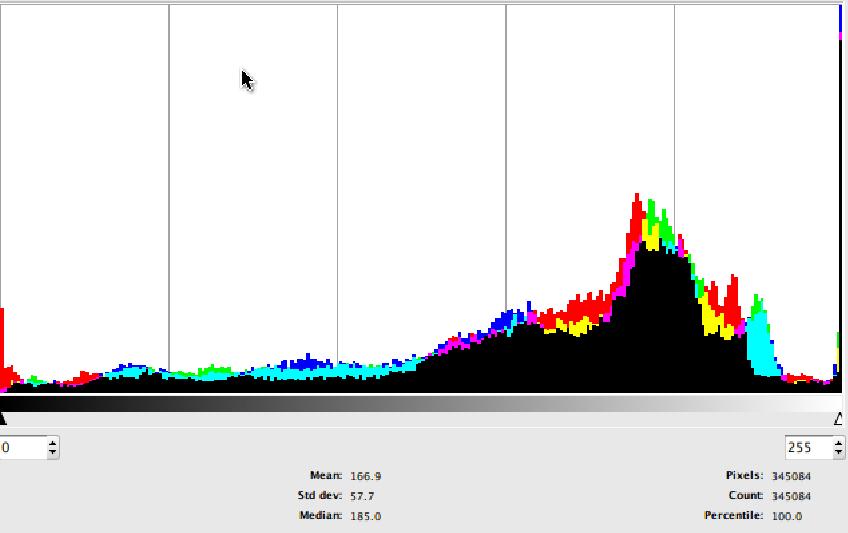 0 255
Mean: 166.9 Pixels: 345084
Std dev: 57.7 Count: 345084
Median: 185.0 Percentile: 100.0